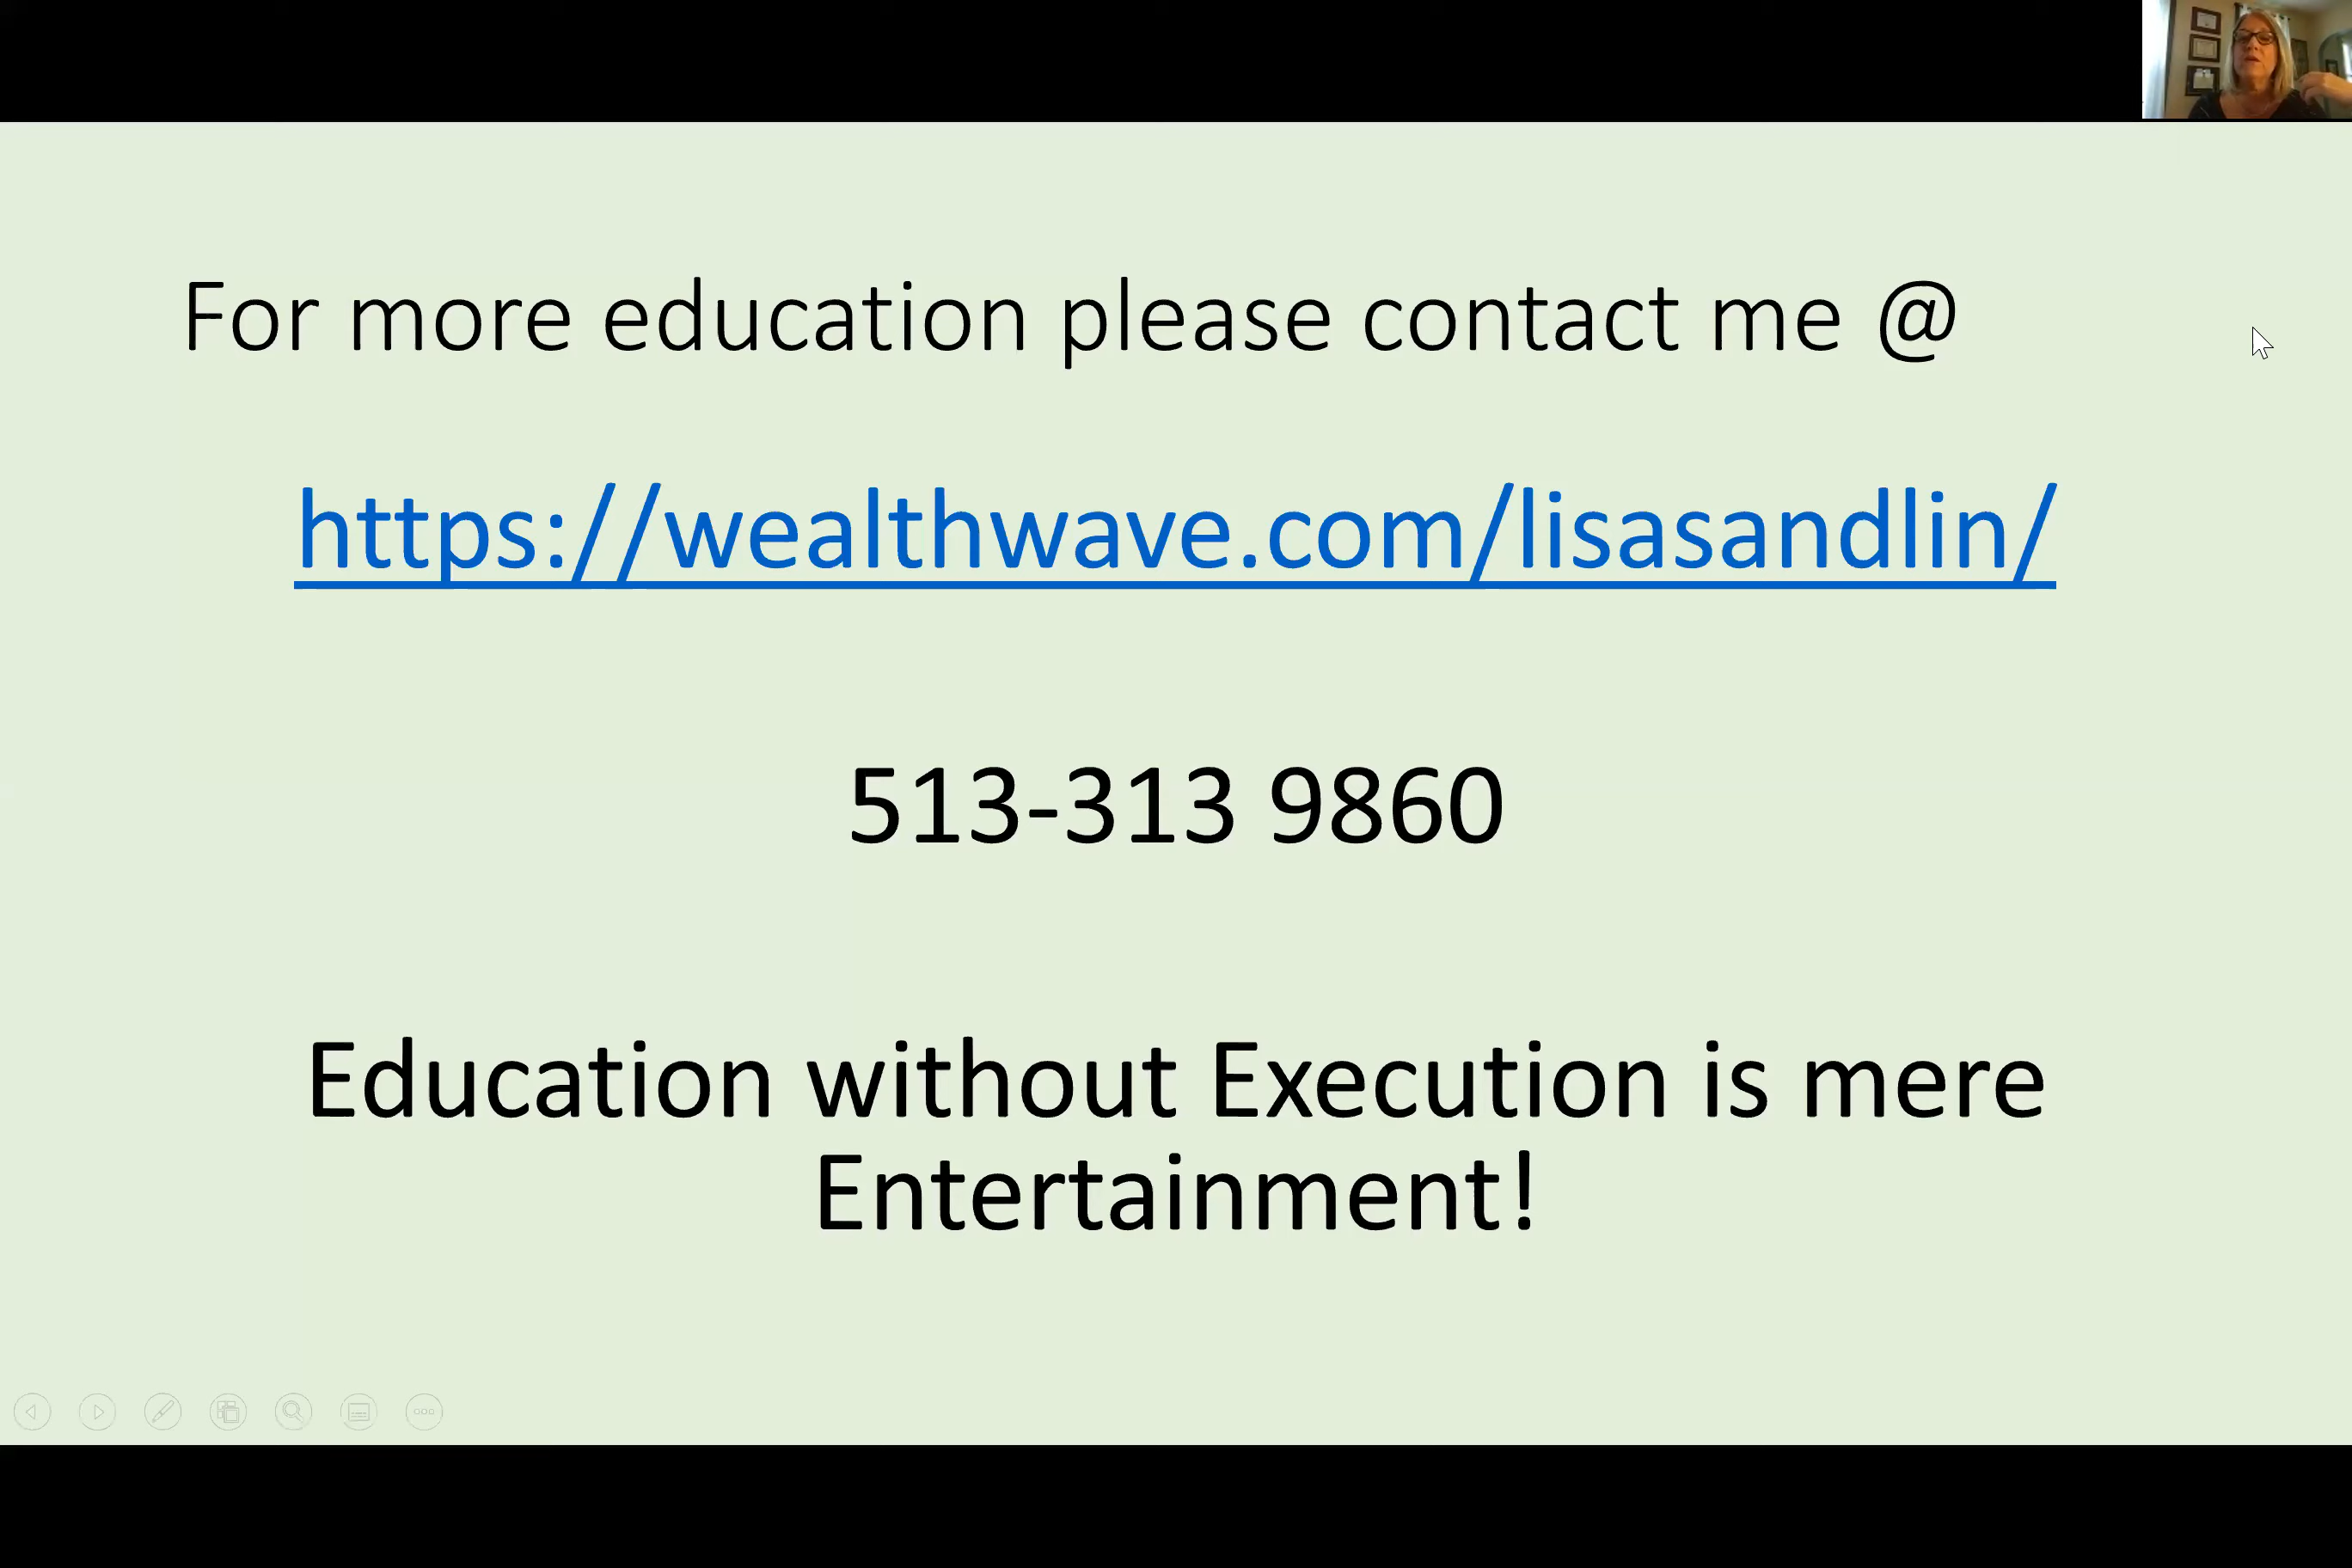 For more education please contact me @
https://wealthwave.com/lisasandlin/
513-313 9860
Education without Execution is mere
Entertainment!